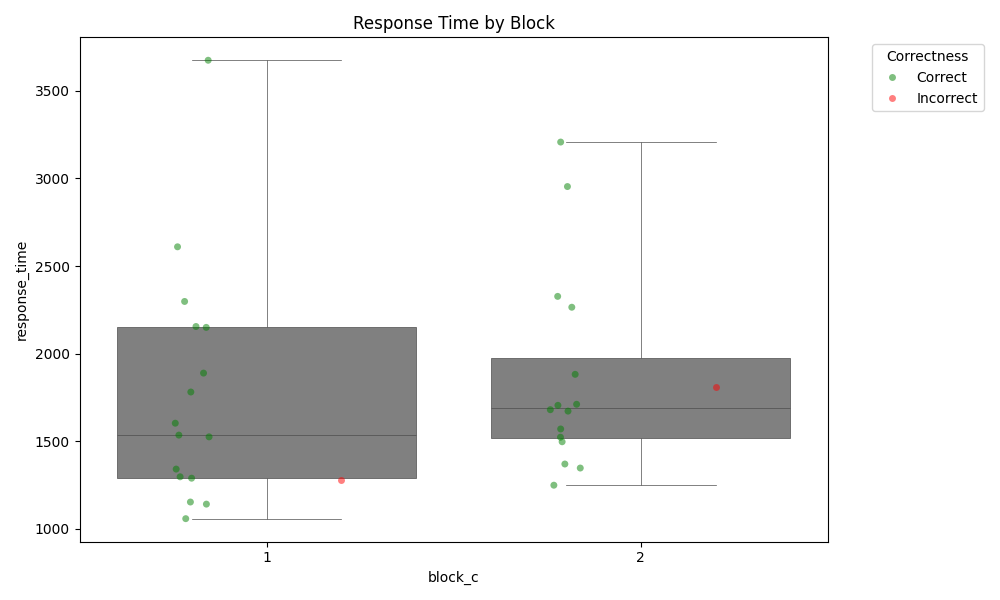 Response Time by Block
Correctness
Correct
Incorrect
response_time
3500
3000
2500
2000
1500
1000
1
2
block_c